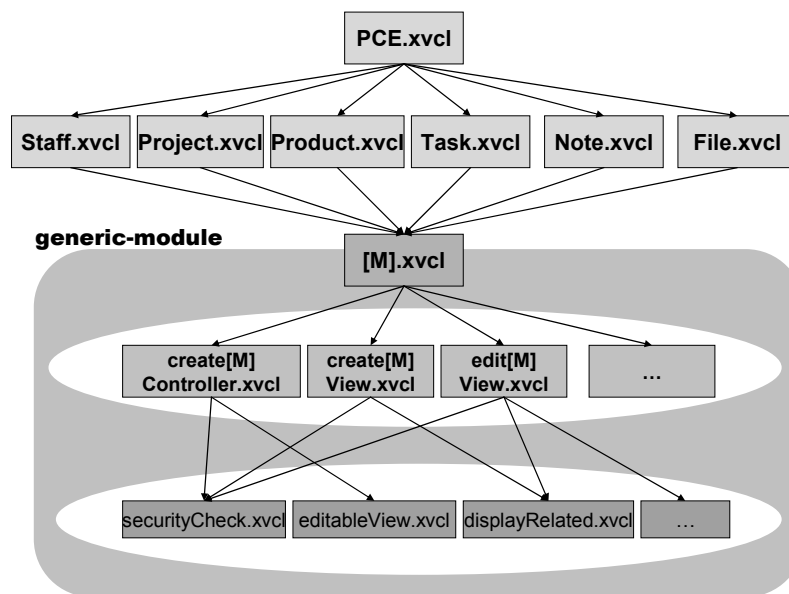 PCE.xvcl
Staff.xvcl Project.xvcl Product.xvcl Task.xvcl Note.xvcl File.xvcl
generic-module
[M].xvcl
create[M]
Controller.xvcl
create[M]
View.xvcl
edit[M]
View.xvcl
...
securityCheck.xvcl editableView.xvcl displayRelated.xvcl ...